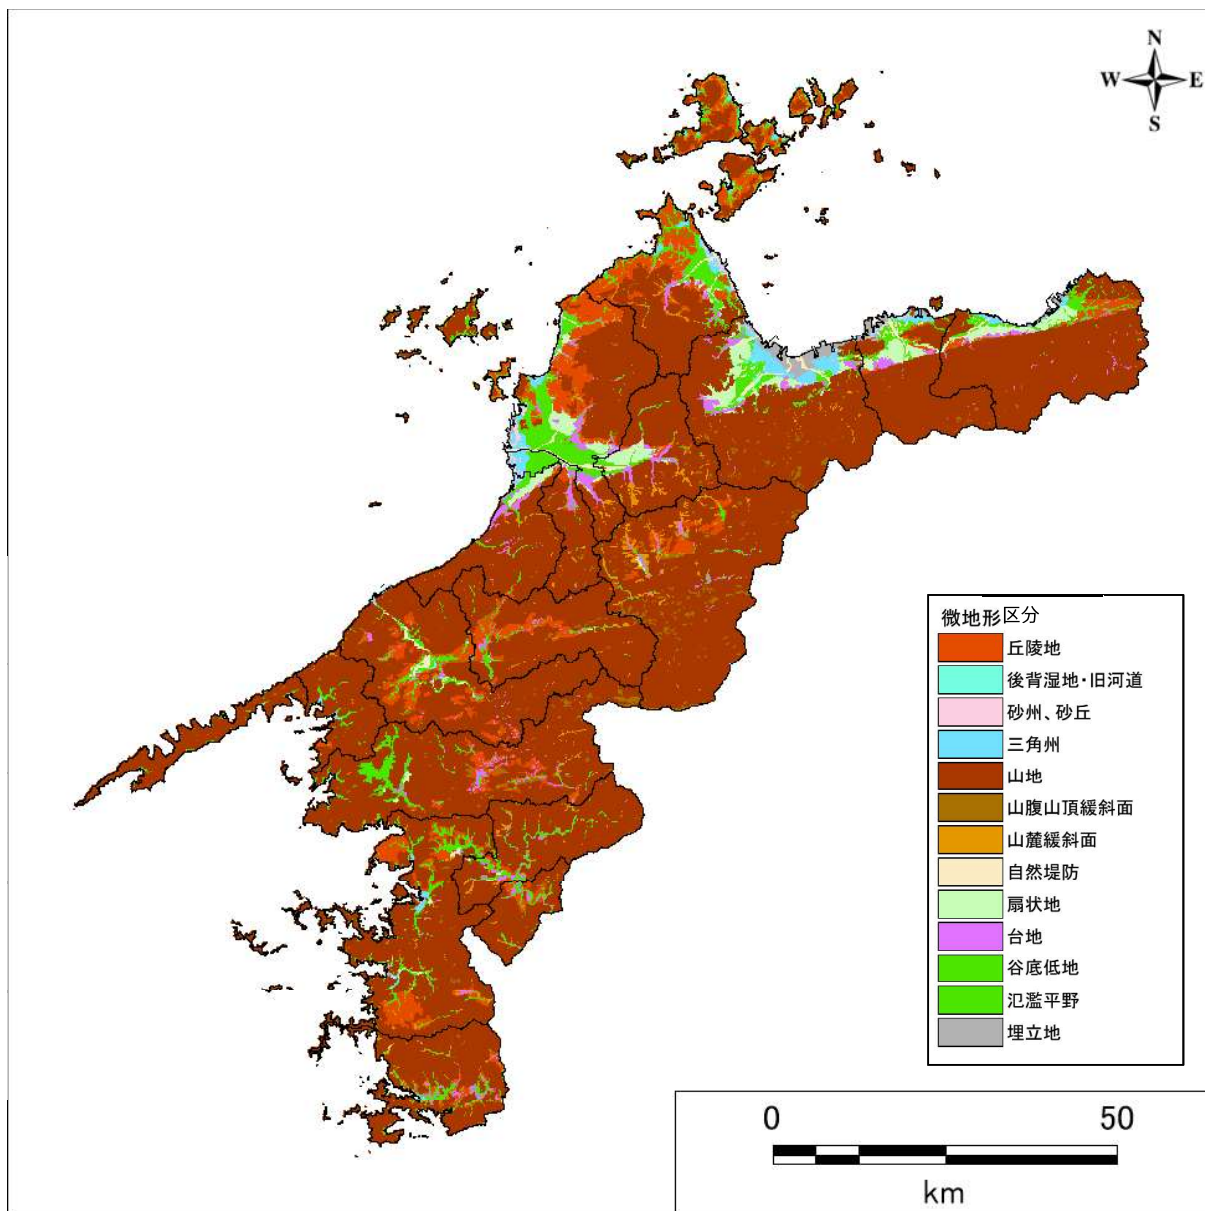 N
W E
S
微地形区分
丘陵地
後背湿地・旧河道
砂州、砂丘
三角州
山地
山腹山頂緩斜面
山麓緩斜面
自然堤防
扇状地
台地
谷底低地
氾濫平野
埋立地
0 50
km